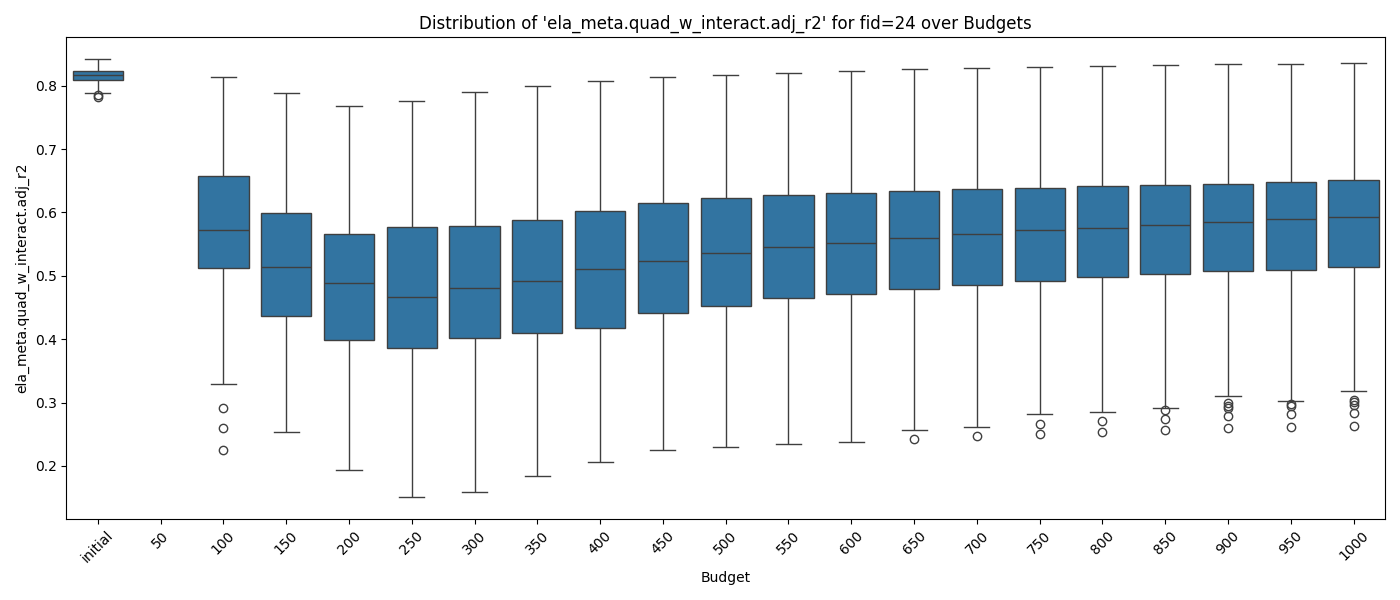 Distribution of 'ela_meta.quad_w_interact.adj_r2' for fid=24 over Budgets
ela_meta.quad_w_interact.adj_r2
0.8
0.7
0.6
0.5
0.4
0.3
0.2
initial 50 100 150 200 250 300 350 400 450 500 550 600 650 700 750 800 850 900 950 1000
Budget